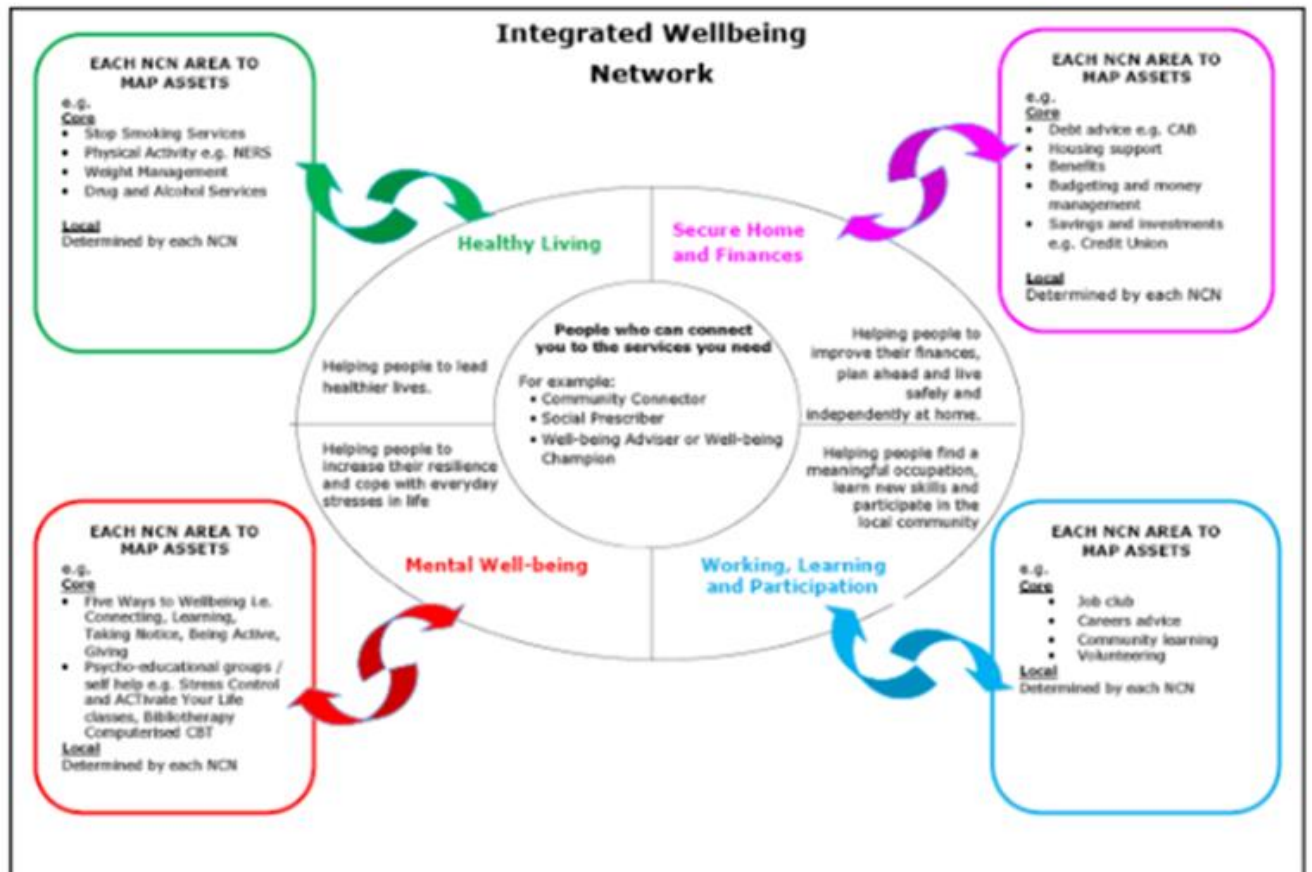 Integrated Wellbeing
Network
EACH NCN AREA TO
MAP ASSETS
e.g.
Core
• Stop Smoking Services
• Physical Activity e.g. NERS
• Weight Management
• Drug and Alcohol Services
Local
Determined by each NCN
EACH NCN AREA TO
MAP ASSETS
e.g.
Core
• Debt advice e.g. CAB
• Housing support
• Benefits
• Budgeting and money
management
• Savings and investments
e.g. Credit Union
Local
Determined by each NCN
Healthy Living
Secure Home
and Finances
Helping people to lead
healthier lives.
People who can connect
you to the services you need
For example:
• Community Connector
• Social Prescriber
• Well-being Adviser or Well-being
Champion
Helping people to
improve their finances,
plan ahead and live
safely and
independently at home.
Helping people to
increase their resilience
and cope with everyday
stresses in life
Helping people find a
meaningful occupation,
learn new skills and
participate in the
local community
Mental Well-being
Working, Learning
and Participation
EACH NCN AREA TO
MAP ASSETS
e.g.
Core
• Five Ways to Wellbeing i.e.
Connecting, Learning,
Taking Notice, Being Active,
Giving
• Psycho-educational groups /
self help e.g. Stress Control
and ACTivate Your Life
classes, Bibliotherapy
Computerised CBT
Local
Determined by each NCN
EACH NCN AREA TO
MAP ASSETS
e.g.
Core
• Job club
• Careers advice
• Community learning
• Volunteering
Local
Determined by each NCN